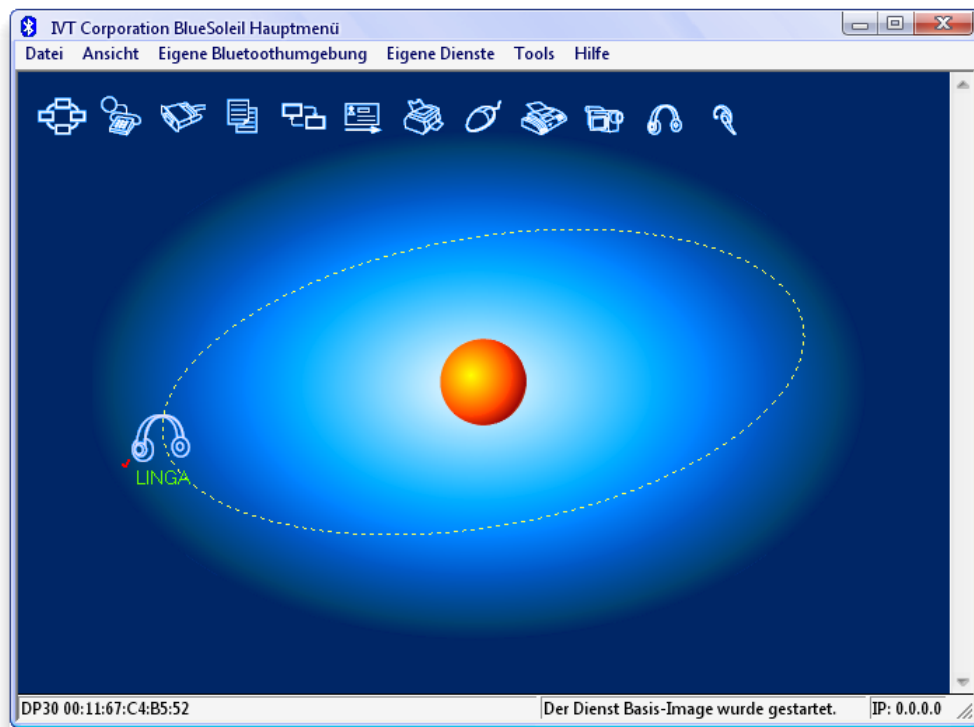 IVT Corporation BlueSoleil Hauptmenü
Datei Ansicht Eigene Bluetoothumgebung Eigene Dienste Tools Hilfe
LINGA
DP30 00:11:67:C4:B5:52 Der Dienst Basis-Image wurde gestartet. IP: 0.0.0.0